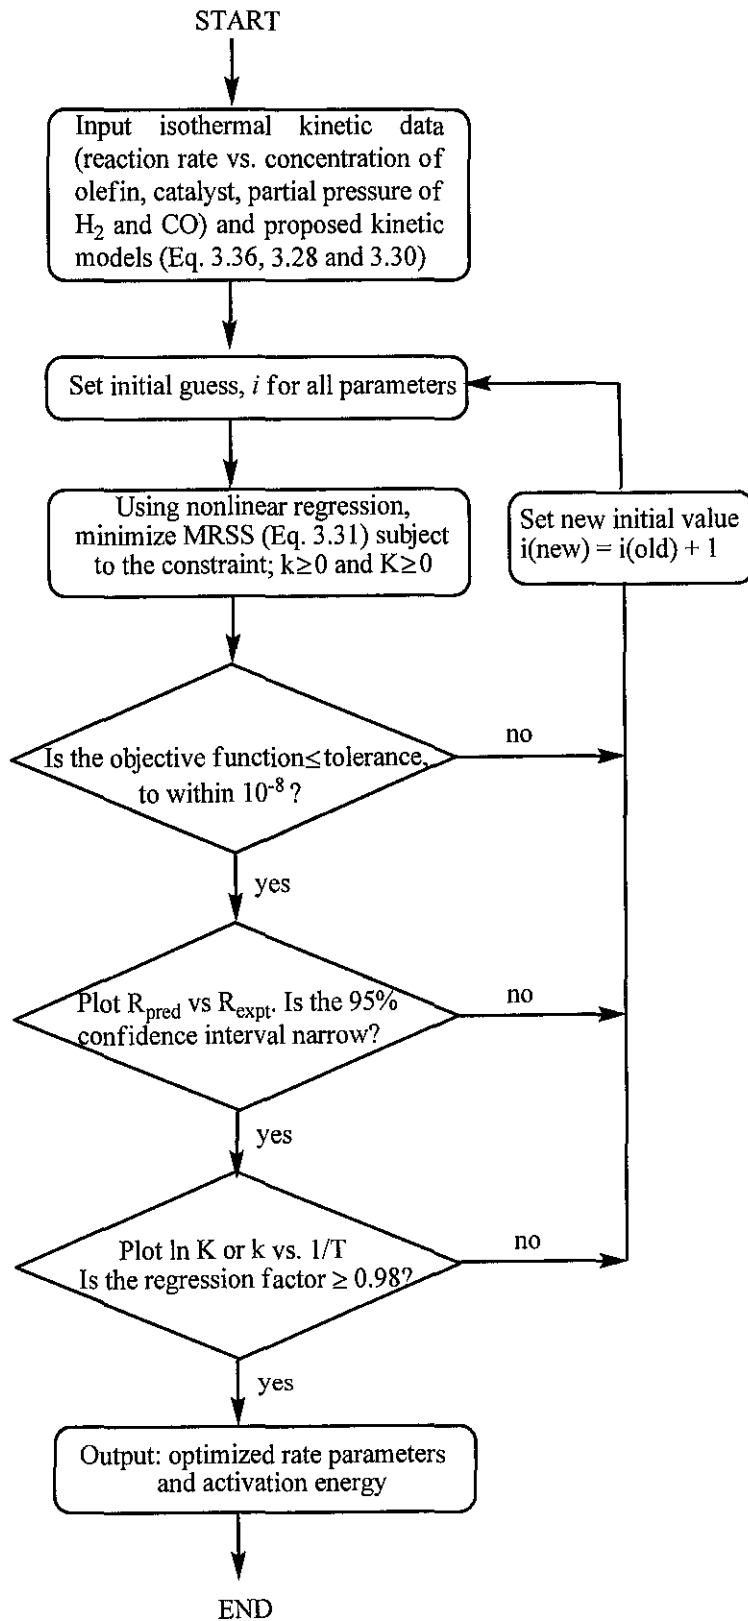 START
Input isothermal kinetic data
(reaction rate vs. concentration of
olefin, catalyst, partial pressure of
H₂ and CO) and proposed kinetic
models (Eq. 3.36, 3.28 and 3.30)
Set initial guess, i for all parameters
Using nonlinear regression,
minimize MRSS (Eq. 3.31) subject
to the constraint; k≥0 and K≥0
Set new initial value
i(new) = i(old) + 1
Is the objective function≤tolerance,
to within 10⁻⁸ ?
no
yes
Plot R_pred vs R_expt. Is the 95%
confidence interval narrow?
no
yes
Plot ln K or k vs. 1/T
Is the regression factor ≥ 0.98?
no
yes
Output: optimized rate parameters
and activation energy
END